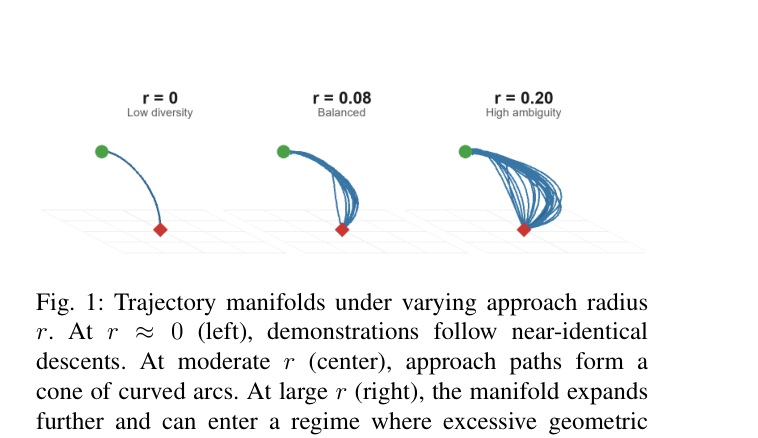 r = 0
Low diversity
r = 0.08
Balanced
r = 0.20
High ambiguity
Fig. 1: Trajectory manifolds under varying approach radius
r. At r ≈ 0 (left), demonstrations follow near-identical
descents. At moderate r (center), approach paths form a
cone of curved arcs. At large r (right), the manifold expands
further and can enter a regime where excessive geometric